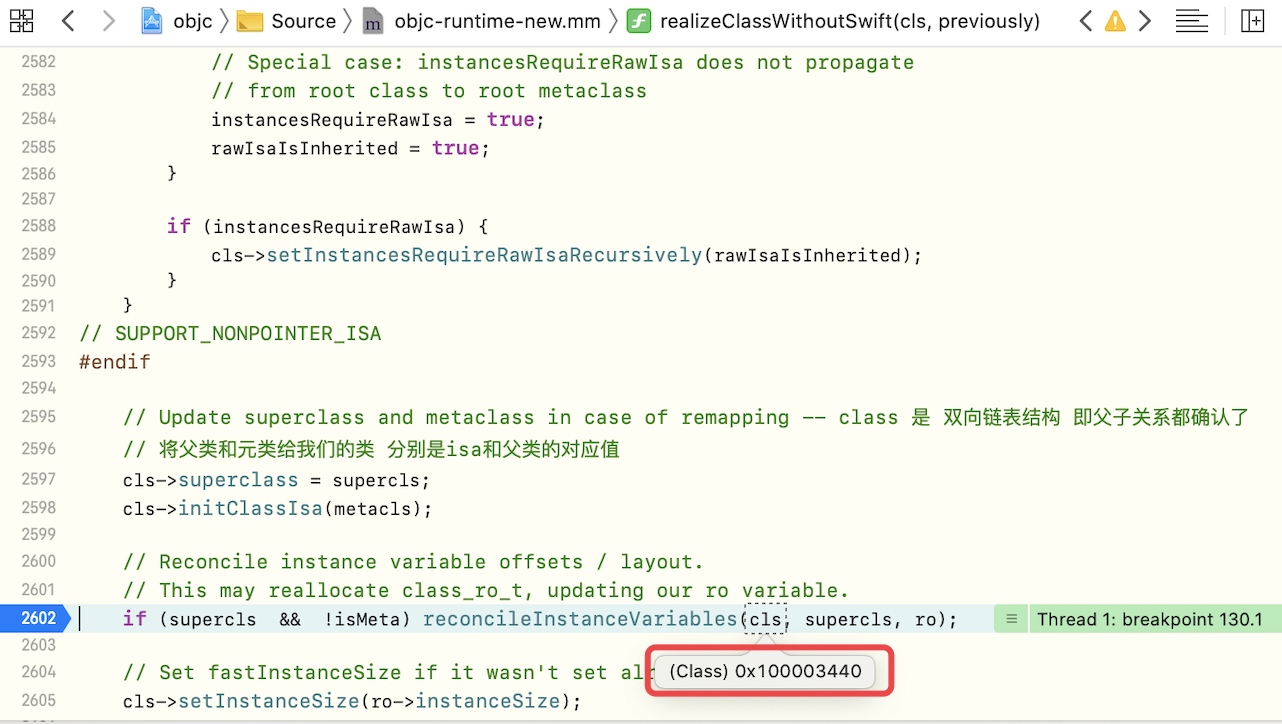 objc 〉 Source 〉 m objc-runtime-new.mm 〉 f realizeClassWithoutSwift(cls, previously)
2582 // Special case: instancesRequireRawIsa does not propagate
2583 // from root class to root metaclass
2584 instancesRequireRawIsa = true;
2585 rawIsaIsInherited = true;
2586 }
2587
2588 if (instancesRequireRawIsa) {
2589 cls->setInstancesRequireRawIsaRecursively(rawIsaIsInherited);
2590 }
2591 }
2592 // SUPPORT_NONPOINTER_ISA
2593 #endif
2594
2595 // Update superclass and metaclass in case of remapping -- class 是 双向链表结构 即父子关系都确认了
2596 // 将父类和元类给我们的类 分别是isa和父类的对应值
2597 cls->superclass = supercls;
2598 cls->initClassIsa(metacls);
2599
2600 // Reconcile instance variable offsets / layout.
2601 // This may reallocate class_ro_t, updating our ro variable.
2602 if (supercls && !isMeta) reconcileInstanceVariables(cls, supercls, ro); Thread 1: breakpoint 130.1
2603
2604 // Set fastInstanceSize if it wasn't set (Class) 0x100003440
2605 cls->setInstanceSize(ro->instanceSize);